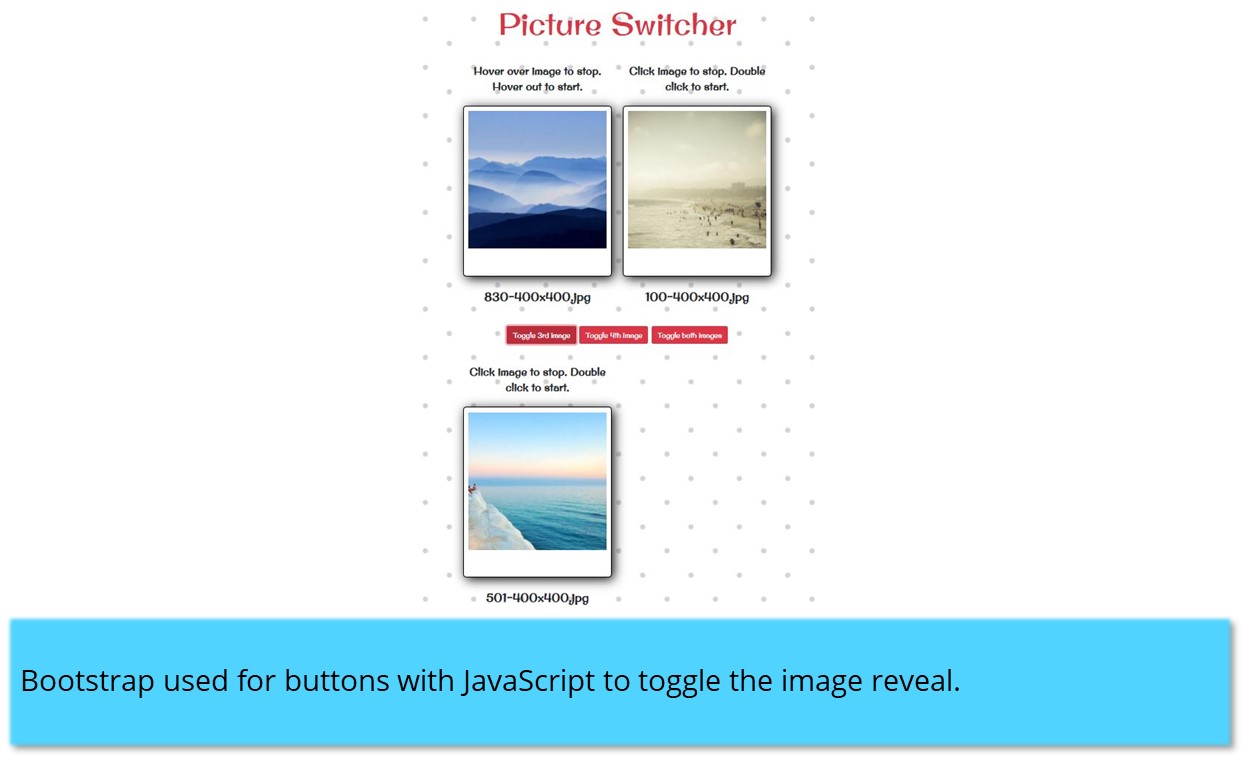 Picture Switcher
Hover over image to stop.
Hover out to start.
Click image to stop. Double
click to start.
830-400x400.jpg
100-400x400.jpg
Toggle 3rd image
Toggle 4th image
Toggle both images
Click image to stop. Double
click to start.
501-400x400.jpg
Bootstrap used for buttons with JavaScript to toggle the image reveal.